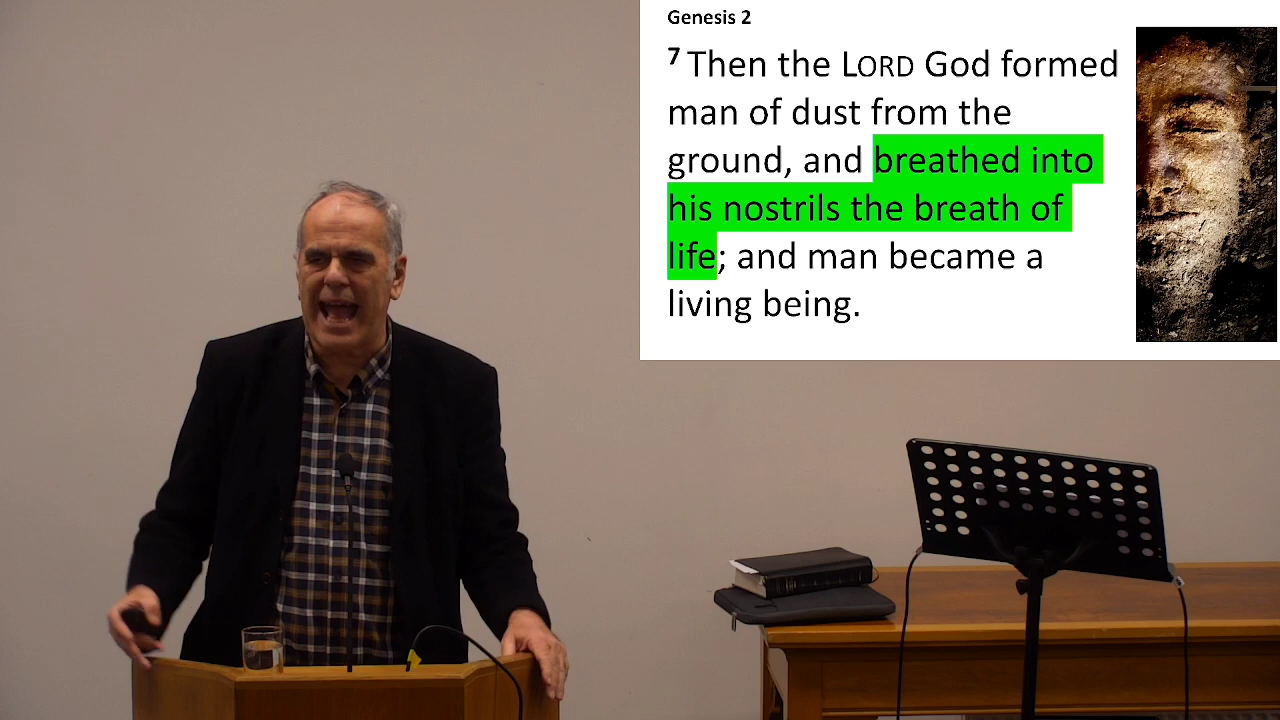 Genesis 2
7 Then the LORD God formed
man of dust from the
ground, and breathed into
his nostrils the breath of
life; and man became a
living being.